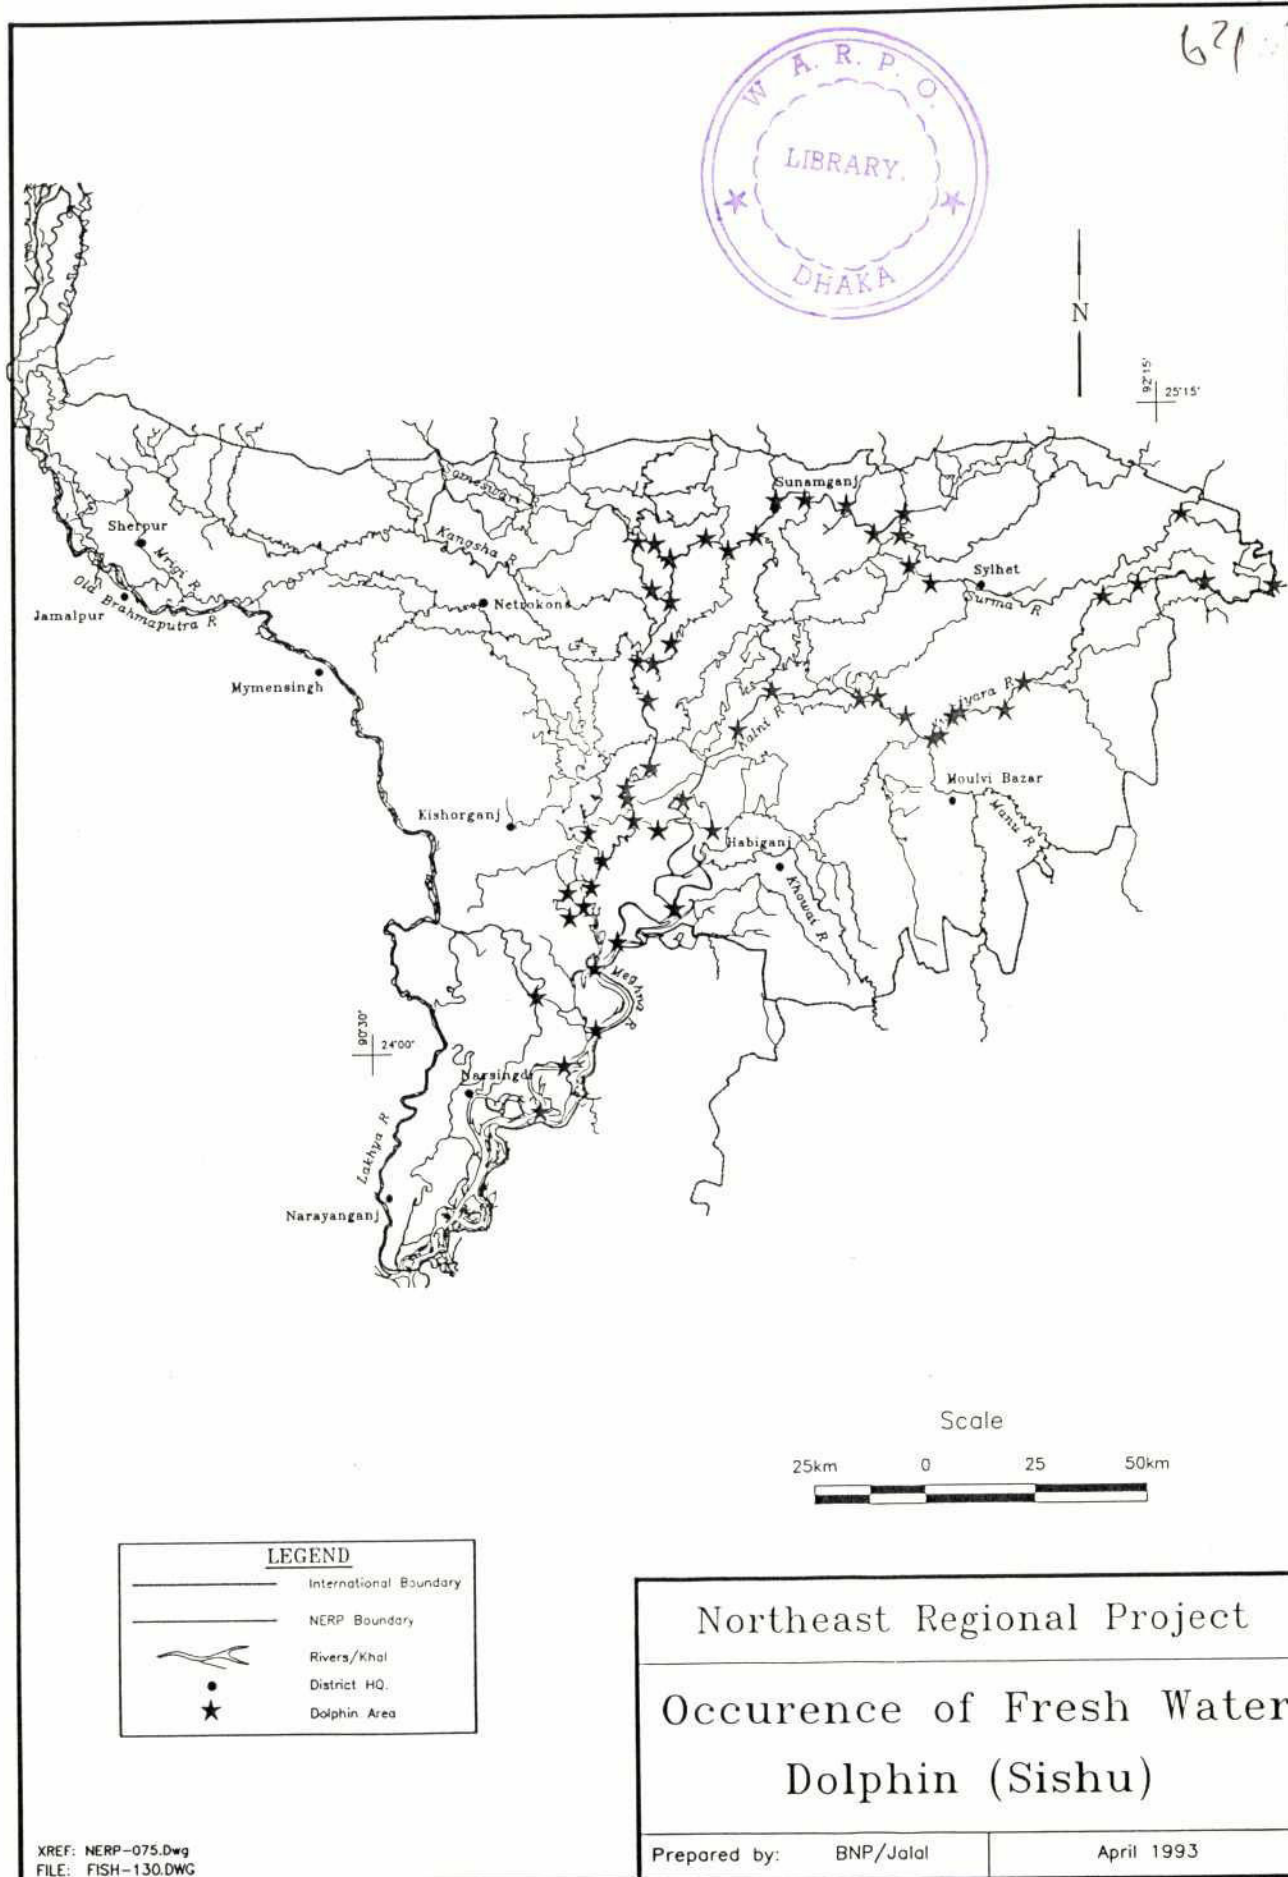 621
W A. R. P. O.
LIBRARY.
DHAKA
N
92°15'
25°15'
Someswari
Sunamganj
Sherpur
Mrigi R
Kangsha R
Sylhet
Surma R
Old Brahmaputra R
Jamalpur
Netrokona
Mymensingh
Kalni R
Moulvi Bazar
Manu R
Kishorganj
Habiganj
Khowai R
Meghna R
90°30'
24°00'
Narsingdi
Lakhya R
Narayanganj
Scale
25km 0 25 50km
LEGEND
International Boundary
NERP Boundary
Rivers/Khal
District HQ.
Dolphin Area
Northeast Regional Project
Occurence of Fresh Water
Dolphin (Sishu)
Prepared by: BNP/Jalal April 1993
XREF: NERP-075.Dwg
FILE: FISH-130.DWG